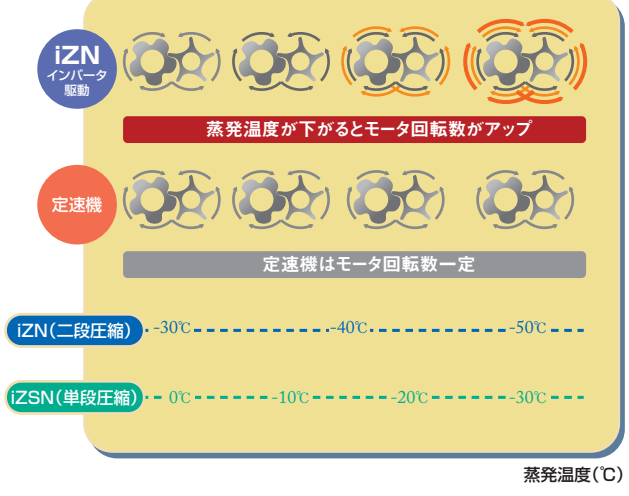 iZN
インバータ
駆動
蒸発温度が下がるとモータ回転数がアップ
定速機
定速機はモータ回転数一定
iZN(二段圧縮) -30℃ -40℃ -50℃
iZSN(単段圧縮) 0℃ -10℃ -20℃ -30℃
蒸発温度(℃)